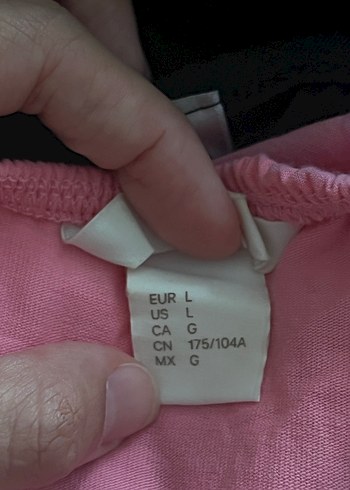 EUR L
US L
CA G
CN 175/104A
MX G